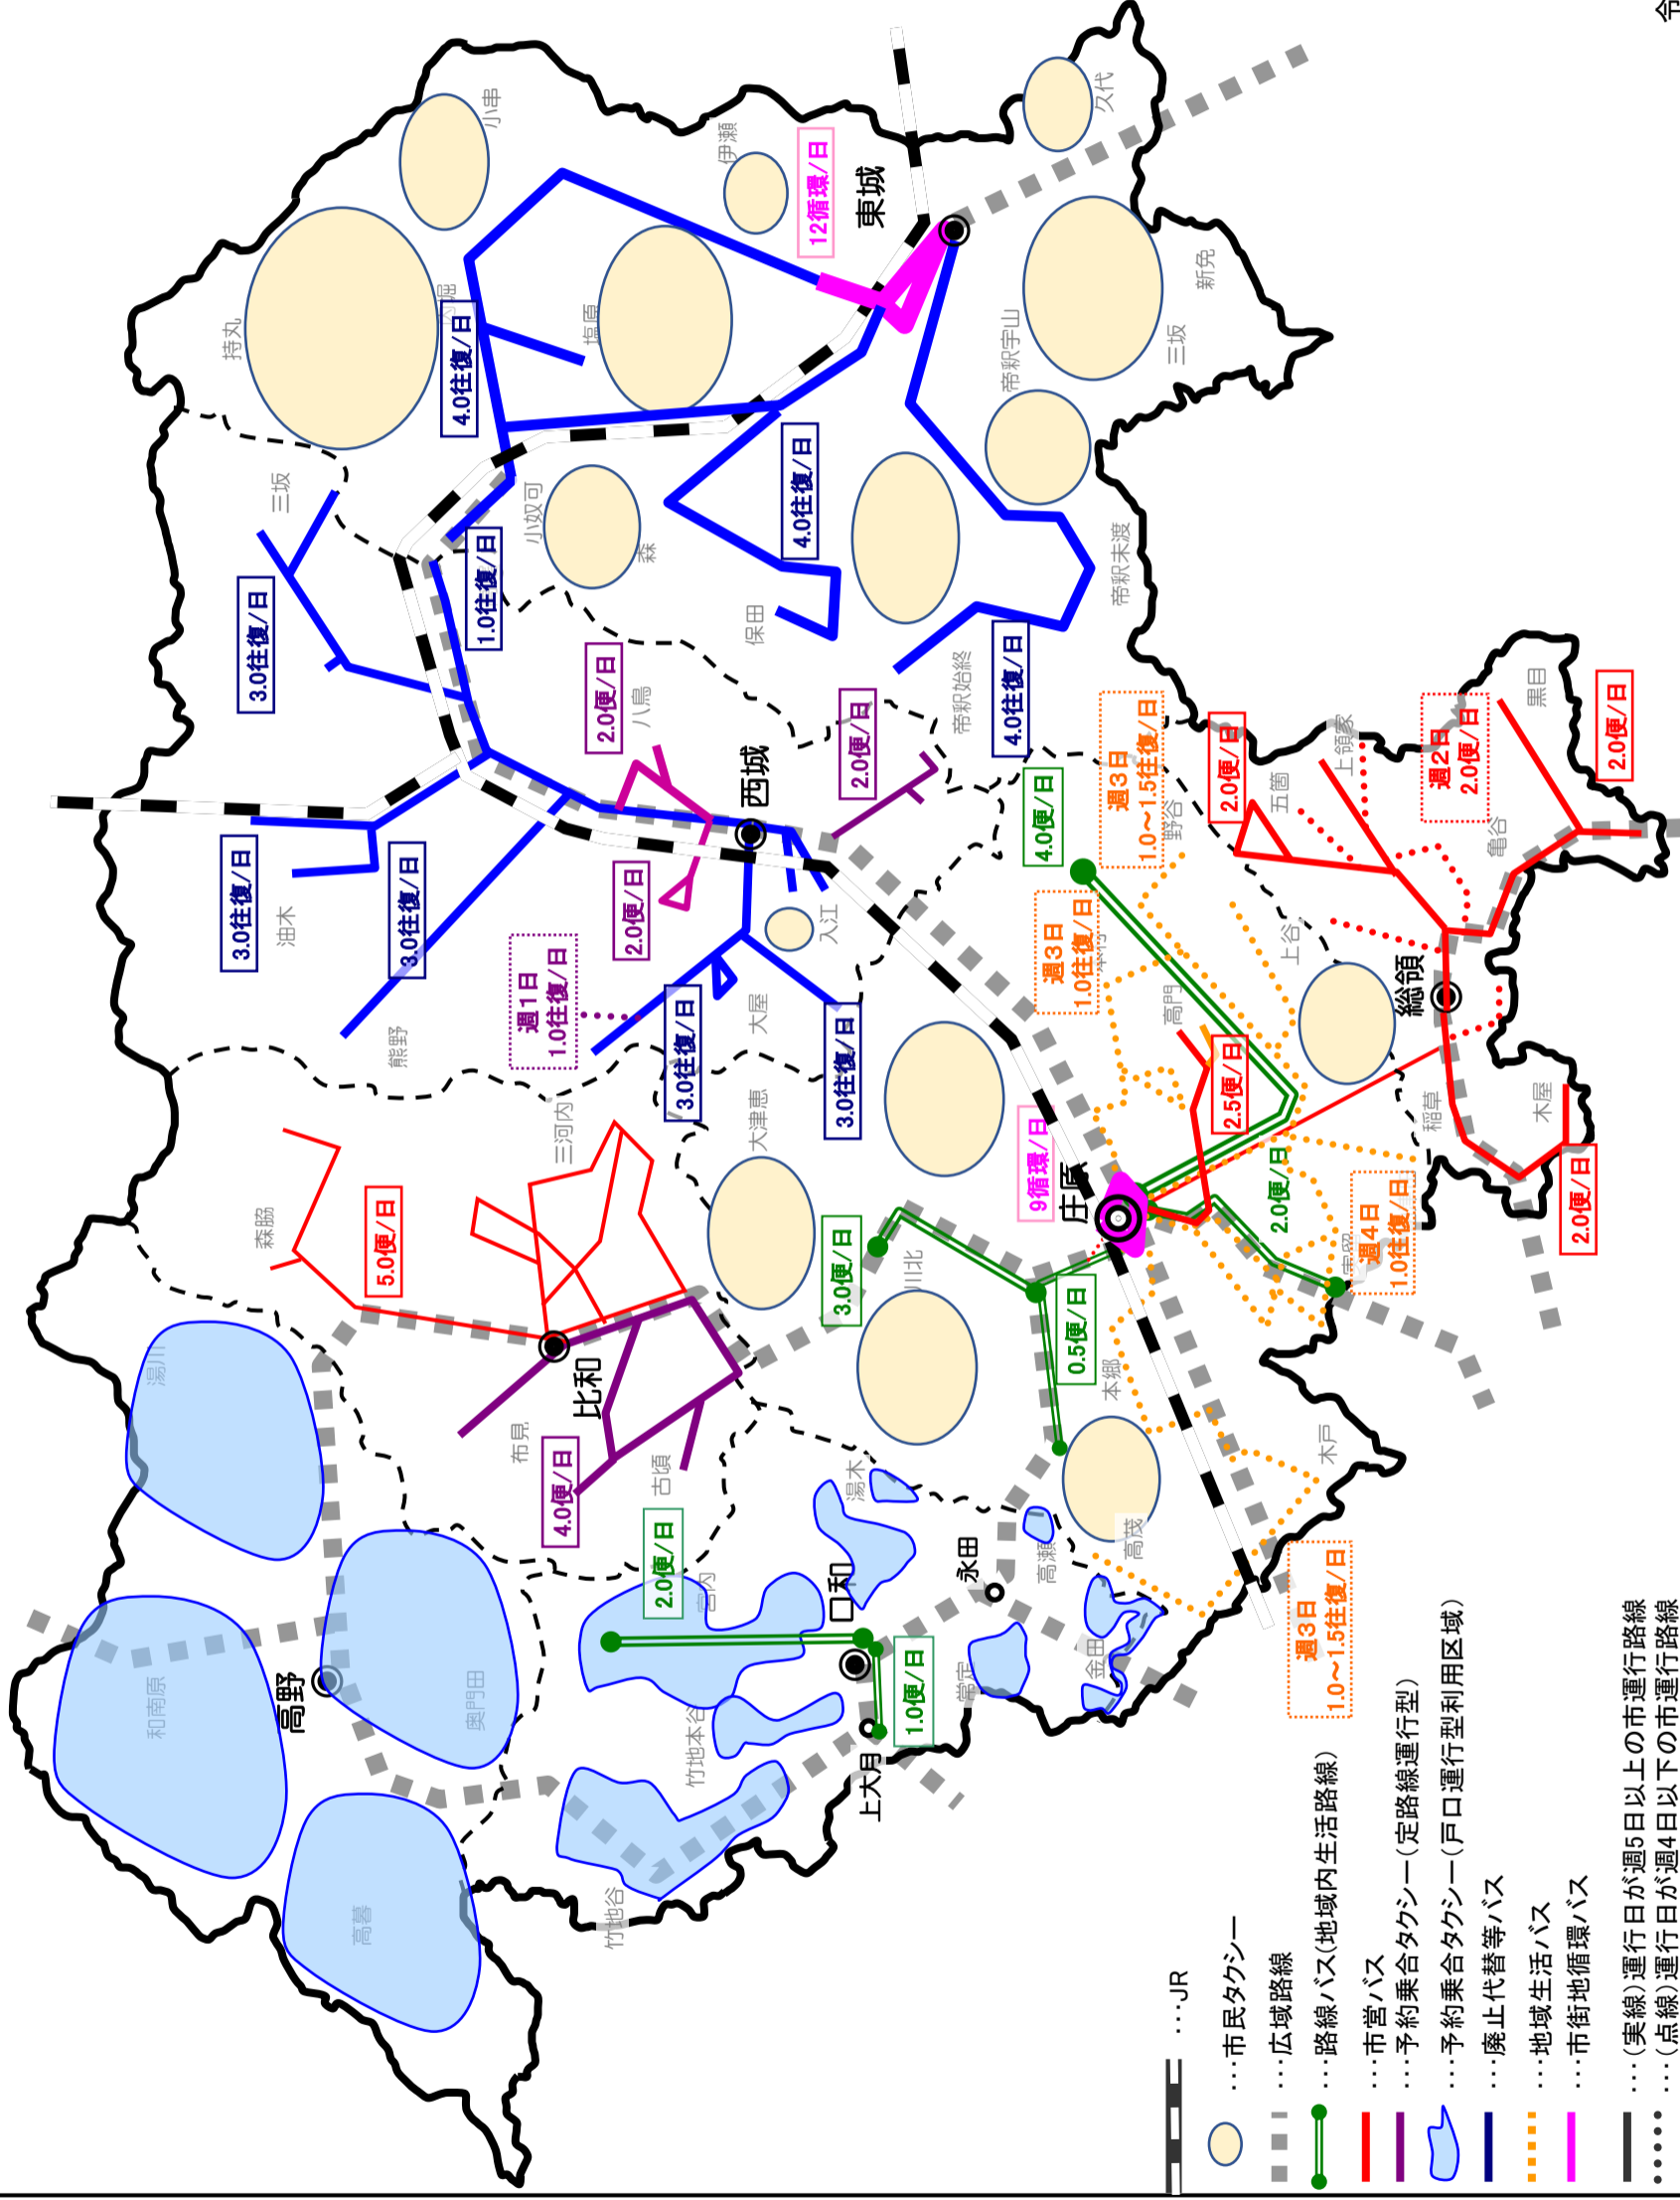 令
高野
和南原
湯川
高暮
奥門田
森脇
5.0便/日
比和
布見
古頃
4.0便/日
三河内
2.0便/日
宮内
竹地本谷
竹地谷
口和
湯木
上大月
1.0便/日
永田
常定
高瀬
金田
高茂
本郷
0.5便/日
川北
3.0便/日
大津恵
庄原
9循環/日
木戸
週3日
1.0～1.5往復/日
実留
週４日
1.0往復/日
2.0便/日
2.5便/日
高門
上谷
週３日
1.0往復/日
週3日
1.0～1.5往復/日
野谷
4.0便/日
油木
3.0往復/日
3.0往復/日
熊野
週１日
1.0往復/日
3.0往復/日
大屋
3.0往復/日
入江
西城
2.0便/日
2.0便/日
八鳥
2.0便/日
三坂
3.0往復/日
1.0往復/日
小奴可
森
保田
4.0往復/日
帝釈始終
4.0往復/日
帝釈未渡
帝釈宇山
持丸
内堀
4.0往復/日
塩原
小串
伊瀬
12循環/日
東城
久代
新免
三坂
総領
稲草
木屋
2.0便/日
亀谷
五箇
2.0便/日
上領家
週2日
2.0便/日
黒目
2.0便/日
･･･JR
･･･市民タクシー
･･･広域路線
･･･路線バス(地域内生活路線)
･･･市営バス
･･･予約乗合タクシー(定路線運行型)
･･･予約乗合タクシー(戸口運行型利用区域)
･･･廃止代替等バス
･･･地域生活バス
･･･市街地循環バス
･･･(実線)運行日が週5日以上の市運行路線
･･･(点線)運行日が週4日以下の市運行路線